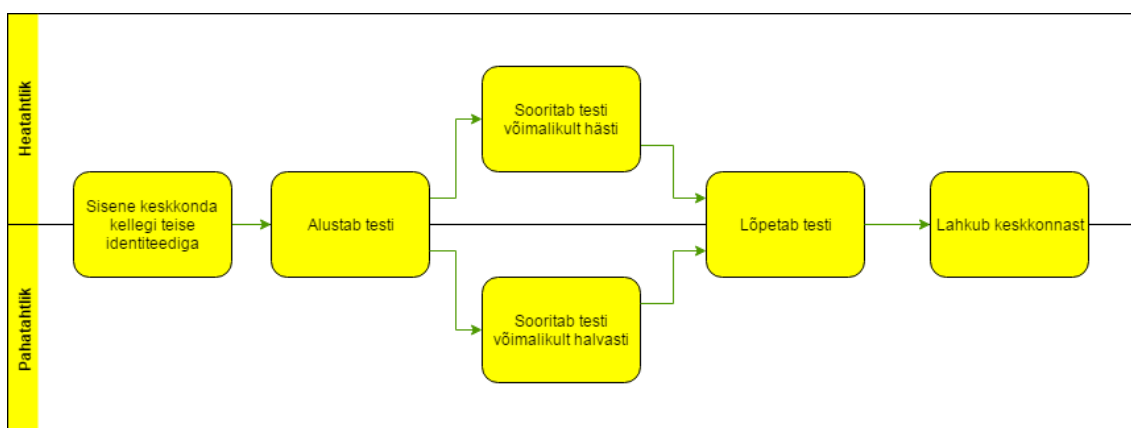 Heatahtlik
Pahatahtlik
Sisene keskkonda
kellegi teise
identiteediga
Alustab testi
Sooritab testi
võimalikult hästi
Sooritab testi
võimalikult halvasti
Lõpetab testi
Lahkub keskkonnast